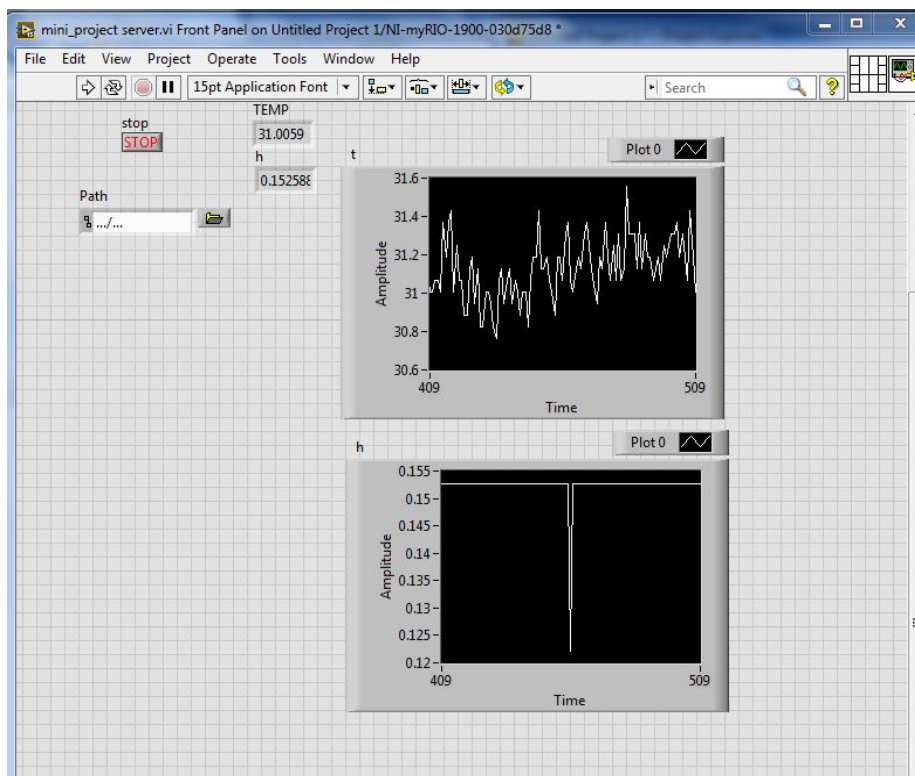 mini_project server.vi Front Panel on Untitled Project 1/NI-myRIO-1900-030d75d8 *
File Edit View Project Operate Tools Window Help
15pt Application Font Search
stop
STOP
TEMP
31.0059
h
0.152588
Path
.../...
t
Plot 0
31.6
31.4
31.2
31
30.8
30.6
Amplitude
409
509
Time
h
Plot 0
0.155
0.15
0.145
0.14
0.135
0.13
0.125
0.12
Amplitude
409
509
Time